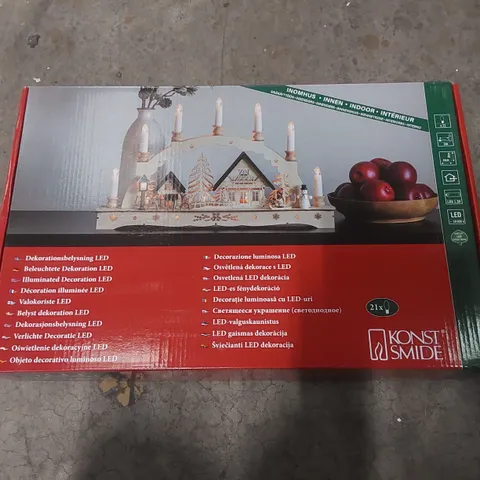 INOMHUS • INNEN • INDOOR • INTÉRIEUR
LED
Dekorationsbelysning LED
Beleuchtete Dekoration LED
Illuminated Decoration LED
Décoration illuminée LED
Valokoriste LED
Belyst dekoration LED
Dekorasjonsbelysning LED
Verlichte Decoratie LED
Oświetlenie dekoracyjne LED
Objeto decorativo luminoso LED
Decorazione luminosa LED
Osvětlená dekorace s LED
Osvetlená LED dekorácia
LED-es fénydekoráció
Decorație luminoasă cu LED-uri
Светящееся украшение (светодиодное)
LED-valguskaunistus
LED gaismas dekorācija
Šviečianti LED dekoracija
21x
KONST
SMIDE